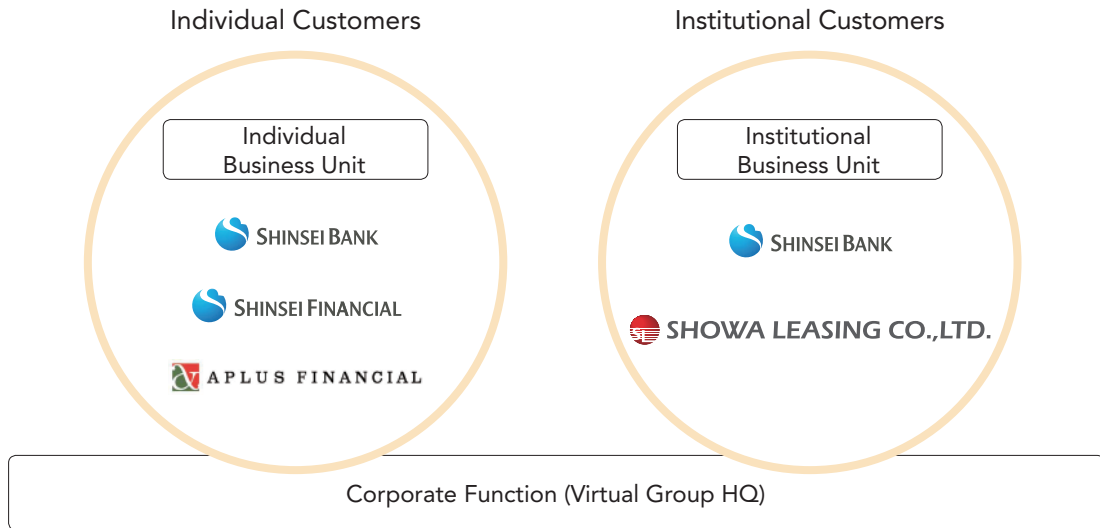 Individual Customers
Institutional Customers
Individual
Business Unit
Institutional
Business Unit
SHINSEI BANK
SHINSEI BANK
SHINSEI FINANCIAL
SL SHOWA LEASING CO.,LTD.
APLUS FINANCIAL
Corporate Function (Virtual Group HQ)